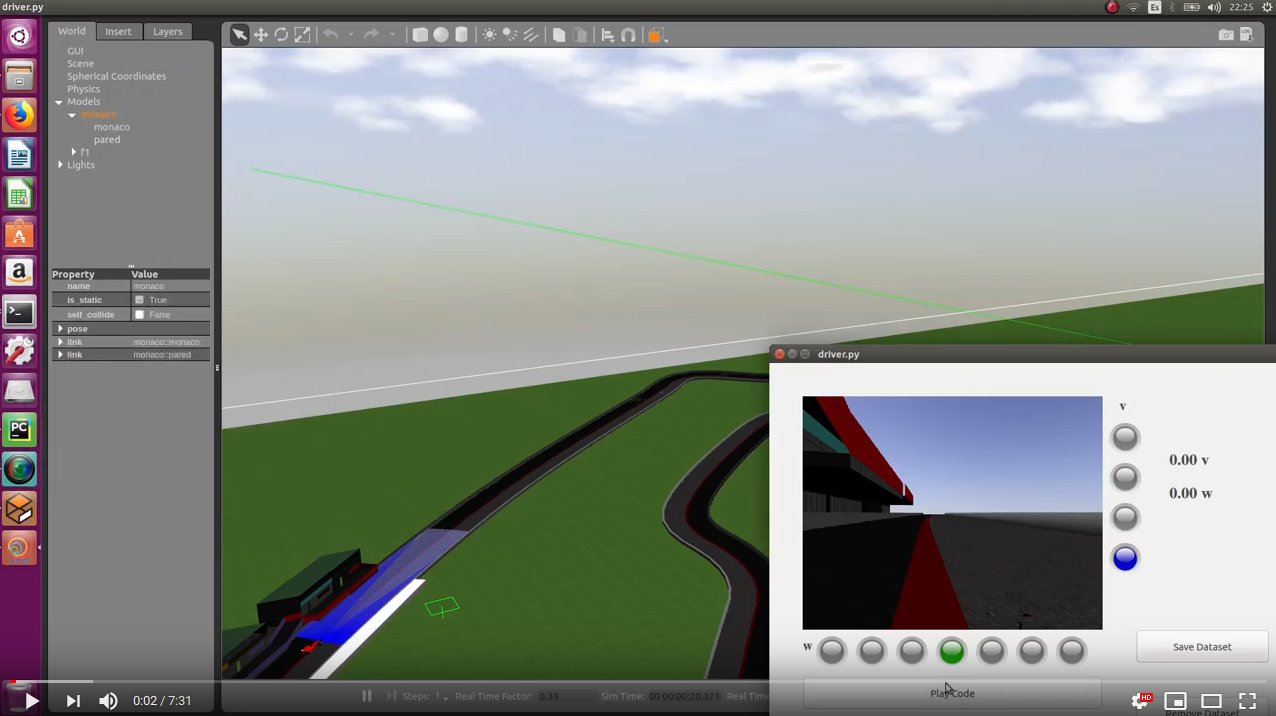 driver.py
Es
22:25
World Insert Layers
GUI
Scene
Spherical Coordinates
Physics
Models
monaco
monaco
pared
f1
Lights
Property Value
name monaco
is_static True
self_collide False
pose
link monaco::monaco
link monaco::pared
driver.py
v
0.00 v
0.00 w
w
Save Dataset
Play Code
Remove Dataset
Steps: 1 Real Time Factor: 0.33 Sim Time: 00 00:00:20.371 Real Time
0:02 / 7:31
HD